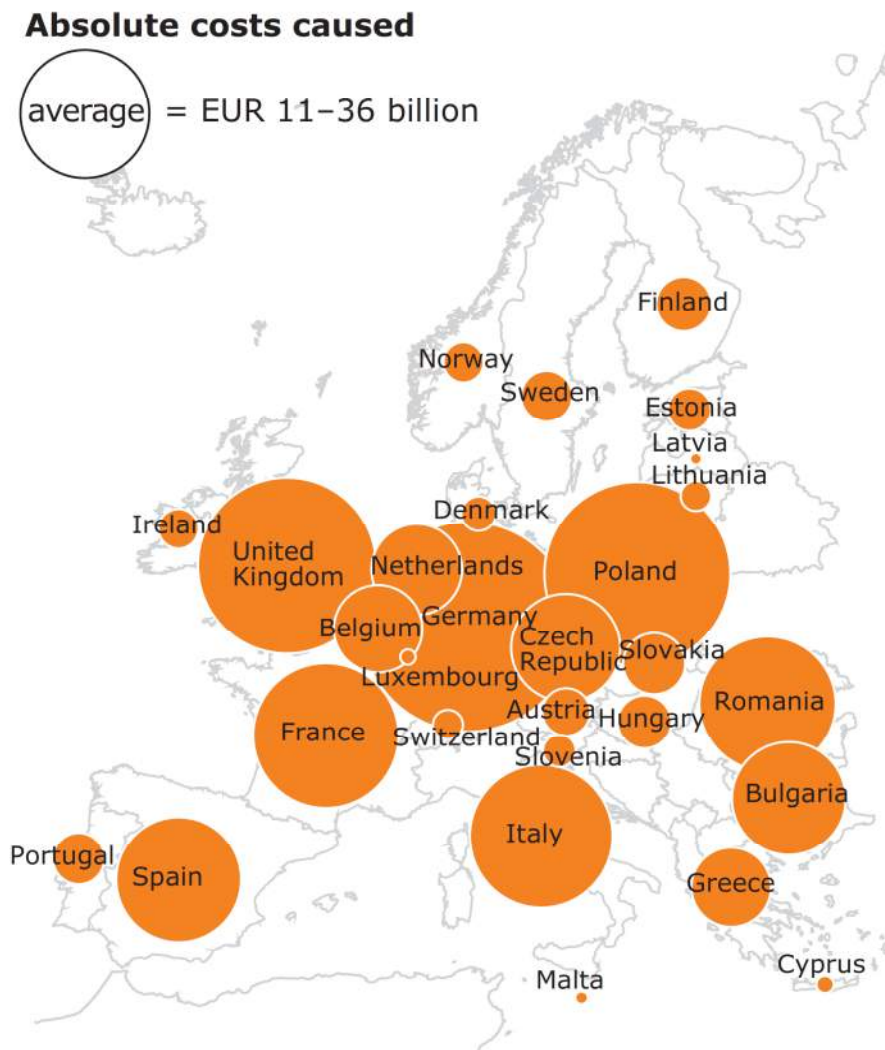 Absolute costs caused
average = EUR 11–36 billion
Finland
Norway
Sweden
Estonia
Latvia
Lithuania
Denmark
Ireland
United
Kingdom
Netherlands
Poland
Germany
Belgium
Czech
Republic
Slovakia
Luxembourg
Romania
Austria
Hungary
France
Switzerland
Slovenia
Bulgaria
Italy
Portugal
Spain
Greece
Cyprus
Malta